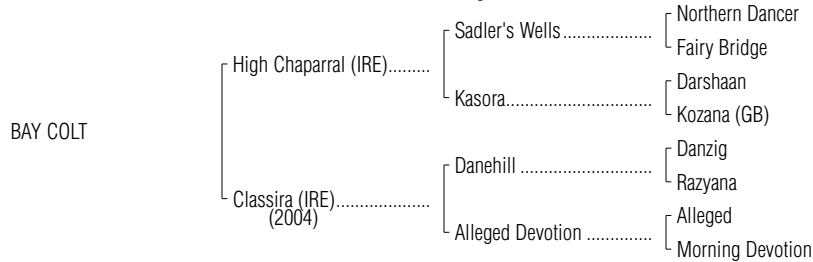 Northern Dancer
Sadler's Wells...................
Fairy Bridge
High Chaparral (IRE).........
Darshaan
Kasora.............................
Kozana (GB)
BAY COLT
Danzig
Danehill ............................
Razyana
Classira (IRE)....................
(2004)
Alleged
Alleged Devotion ..............
Morning Devotion